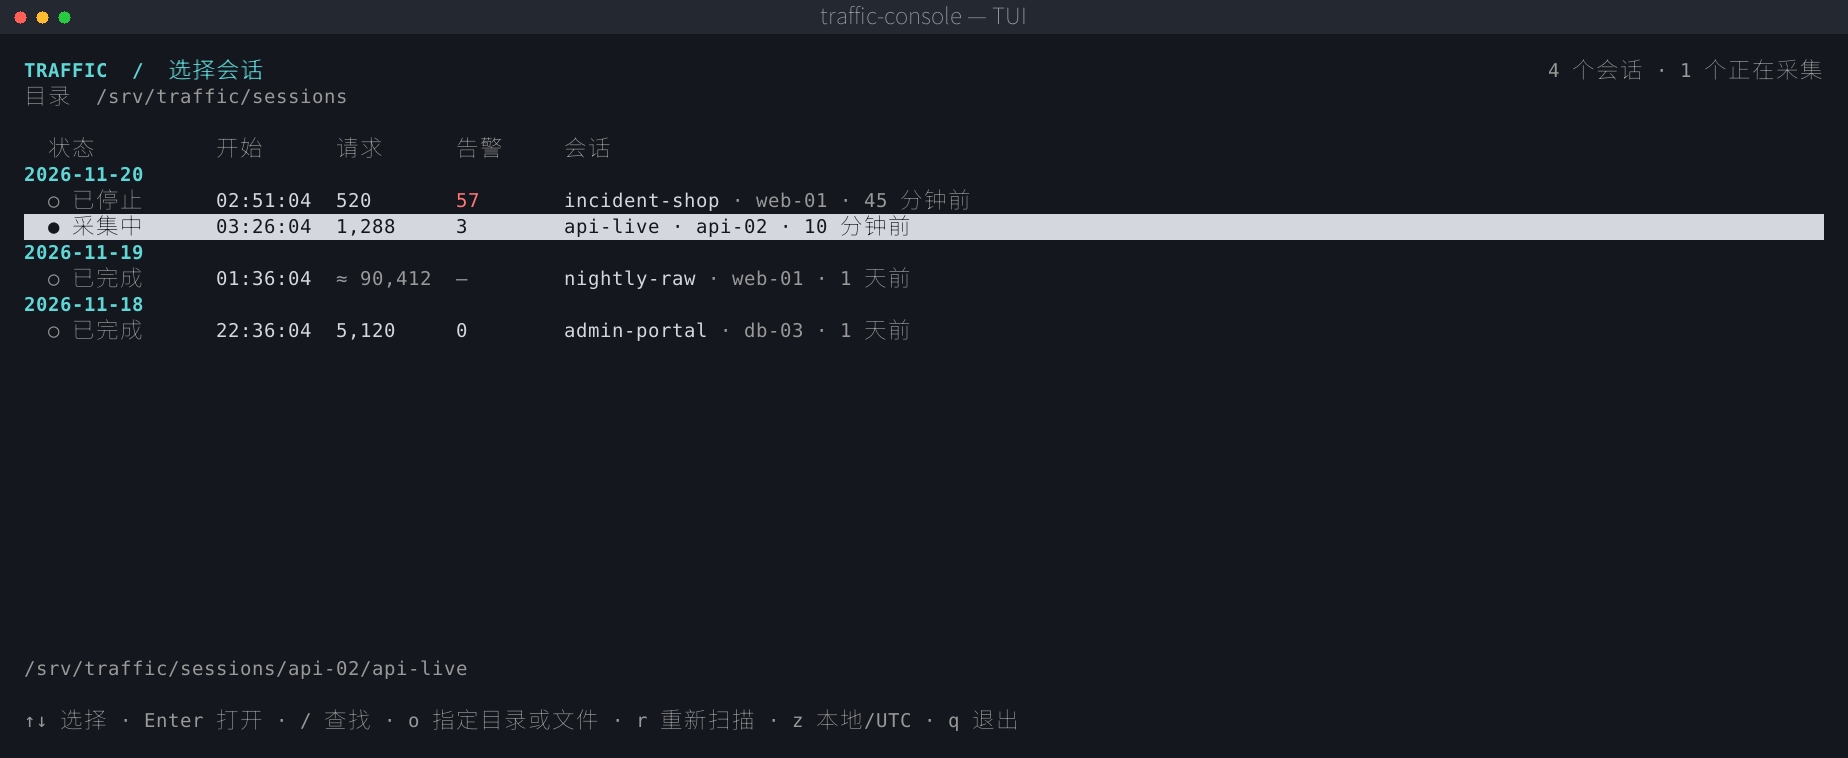 traffic-console — TUI
TRAFFIC / 选择会话 4 个会话 · 1 个正在采集
目录 /srv/traffic/sessions
状态 开始 请求 告警 会话
2026-11-20
○ 已停止 02:51:04 520 57 incident-shop · web-01 · 45 分钟前
● 采集中 03:26:04 1,288 3 api-live · api-02 · 10 分钟前
2026-11-19
○ 已完成 01:36:04 ≈ 90,412 — nightly-raw · web-01 · 1 天前
2026-11-18
○ 已完成 22:36:04 5,120 0 admin-portal · db-03 · 1 天前
/srv/traffic/sessions/api-02/api-live
↑↓ 选择 · Enter 打开 · / 查找 · o 指定目录或文件 · r 重新扫描 · z 本地/UTC · q 退出